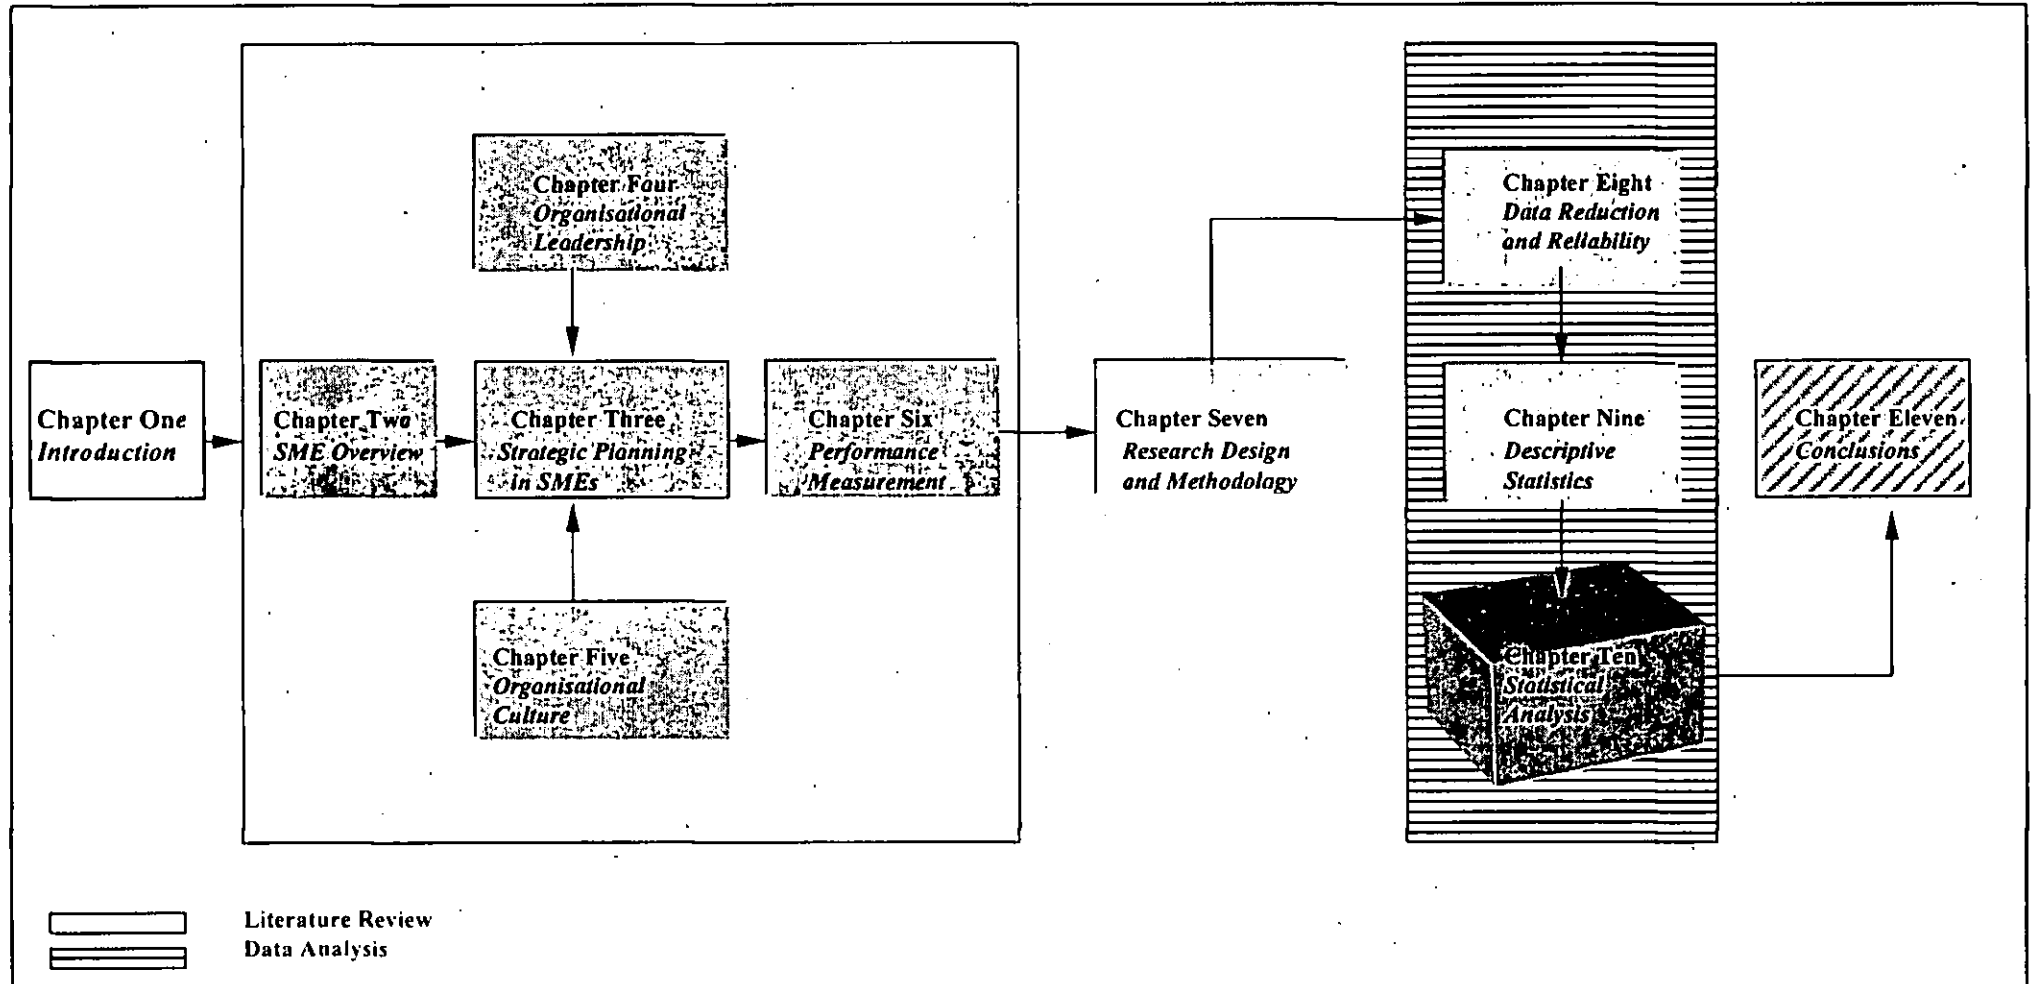 Chapter One
Introduction
Chapter Two
SME Overview
Chapter Three
Strategic Planning
in SMEs
Chapter Four
Organisational
Leadership
Chapter Five
Organisational
Culture
Chapter Six
Performance
Measurement
Chapter Seven
Research Design
and Methodology
Chapter Eight
Data Reduction
and Reliability
Chapter Nine
Descriptive
Statistics
Chapter Ten
Statistical
Analysis
Chapter Eleven
Conclusions
Literature Review
Data Analysis